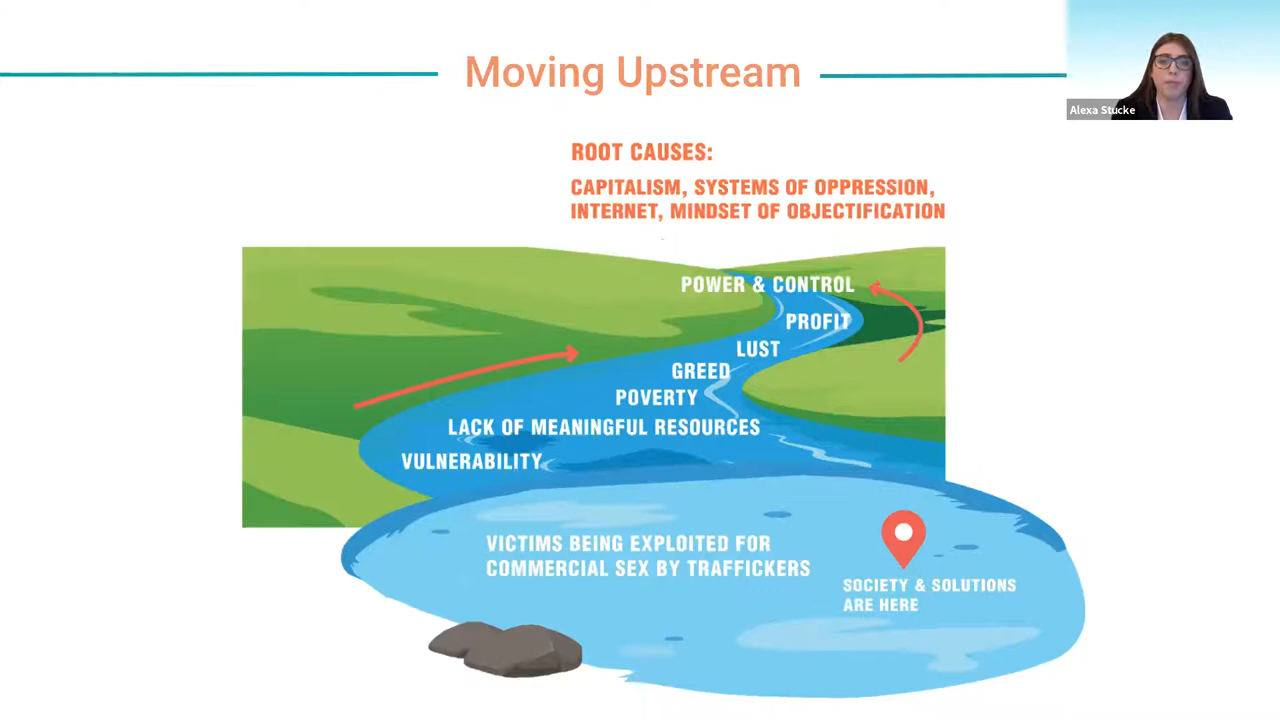 Moving Upstream
Alexa Stucke
ROOT CAUSES:
CAPITALISM, SYSTEMS OF OPPRESSION,
INTERNET, MINDSET OF OBJECTIFICATION
POWER & CONTROL
PROFIT
LUST
GREED
POVERTY
LACK OF MEANINGFUL RESOURCES
VULNERABILITY
VICTIMS BEING EXPLOITED FOR
COMMERCIAL SEX BY TRAFFICKERS
SOCIETY & SOLUTIONS
ARE HERE